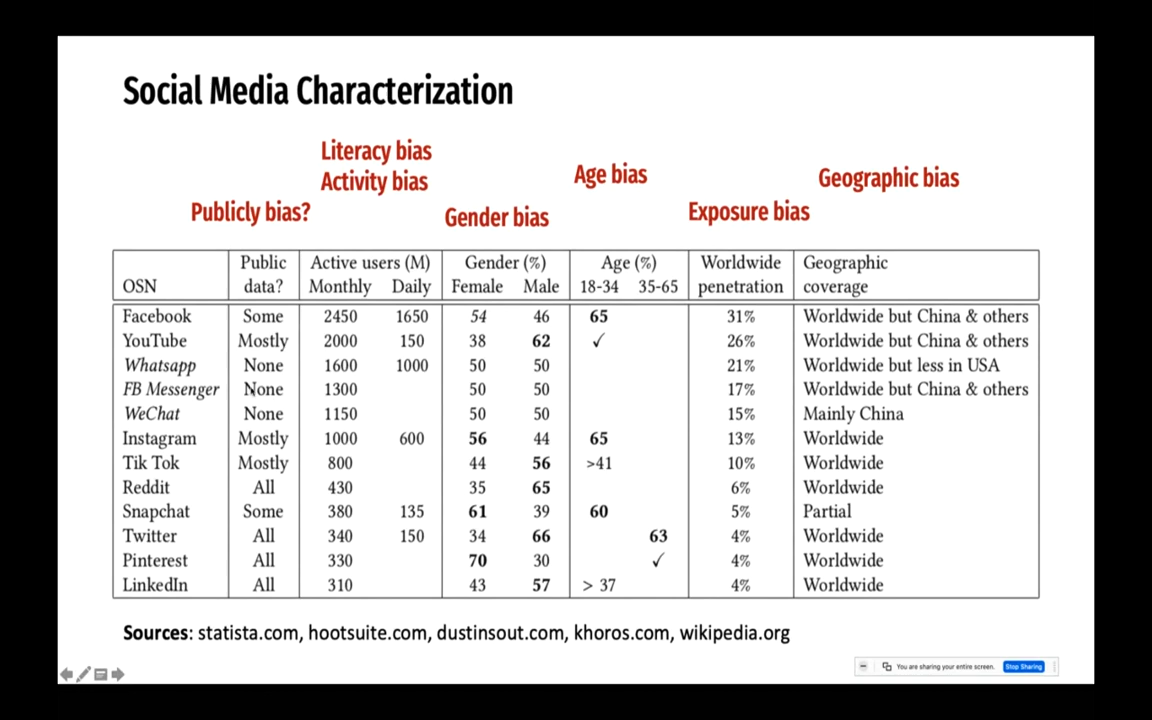 Social Media Characterization
Literacy bias
Activity bias
Age bias
Geographic bias
Publicly bias?
Gender bias
Exposure bias
Public Active users (M) Gender (%) Age (%) Worldwide Geographic
OSN data? Monthly Daily Female Male 18-34 35-65 penetration coverage
Facebook Some 2450 1650 54 46 65 31% Worldwide but China & others
YouTube Mostly 2000 150 38 62 ✓ 26% Worldwide but China & others
Whatsapp None 1600 1000 50 50 21% Worldwide but less in USA
FB Messenger None 1300 50 50 17% Worldwide but China & others
WeChat None 1150 50 50 15% Mainly China
Instagram Mostly 1000 600 56 44 65 13% Worldwide
Tik Tok Mostly 800 44 56 >41 10% Worldwide
Reddit All 430 35 65 6% Worldwide
Snapchat Some 380 135 61 39 60 5% Partial
Twitter All 340 150 34 66 63 4% Worldwide
Pinterest All 330 70 30 ✓ 4% Worldwide
LinkedIn All 310 43 57 > 37 4% Worldwide
Sources: statista.com, hootsuite.com, dustinsout.com, khoros.com, wikipedia.org
You are sharing your entire screen. Stop Sharing